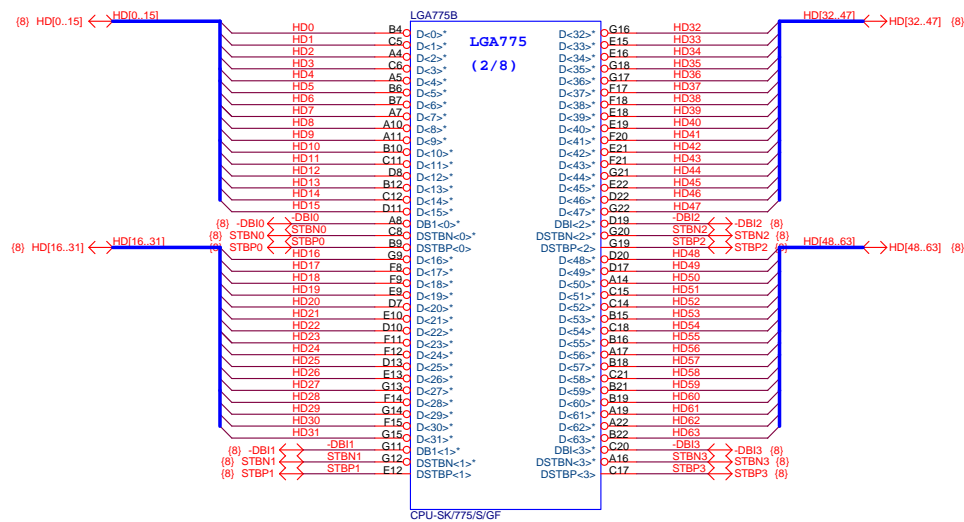 LGA775B
{8} HD[0..15] HD[0..15] HD[32..47] HD[32..47] {8}
LGA775
(2/8)
HD0 B4 D<0>* D<32>* G16 HD32
HD1 C5 D<1>* D<33>* E15 HD33
HD2 A4 D<2>* D<34>* E16 HD34
HD3 C6 D<3>* D<35>* G18 HD35
HD4 A5 D<4>* D<36>* G17 HD36
HD5 B6 D<5>* D<37>* F17 HD37
HD6 B7 D<6>* D<38>* F18 HD38
HD7 A7 D<7>* D<39>* E18 HD39
HD8 A10 D<8>* D<40>* E19 HD40
HD9 A11 D<9>* D<41>* F20 HD41
HD10 B10 D<10>* D<42>* E21 HD42
HD11 C11 D<11>* D<43>* F21 HD43
HD12 D8 D<12>* D<44>* G21 HD44
HD13 B12 D<13>* D<45>* E22 HD45
HD14 C12 D<14>* D<46>* D22 HD46
HD15 D11 D<15>* D<47>* G22 HD47
{8} -DBI0 -DBI0 A8 DB1<0>* DBI<2>* D19 -DBI2 -DBI2 {8}
{8} STBN0 STBN0 C8 DSTBN<0>* DSTBN<2>* G20 STBN2 STBN2 {8}
{8} STBP0 STBP0 B9 DSTBP<0> DSTBP<2> G19 STBP2 STBP2 {8}
{8} HD[16..31] HD[16..31] HD[48..63] HD[48..63] {8}
HD16 G9 D<16>* D<48>* D20 HD48
HD17 F8 D<17>* D<49>* D17 HD49
HD18 F9 D<18>* D<50>* A14 HD50
HD19 E9 D<19>* D<51>* C15 HD51
HD20 D7 D<20> D<52>* C14 HD52
HD21 E10 D<21>* D<53>* B15 HD53
HD22 D10 D<22>* D<54>* C18 HD54
HD23 F11 D<23>* D<55>* B16 HD55
HD24 F12 D<24>* D<56>* A17 HD56
HD25 D13 D<25>* D<57>* B18 HD57
HD26 E13 D<26>* D<58>* C21 HD58
HD27 G13 D<27> D<59>* B21 HD59
HD28 F14 D<28>* D<60>* B19 HD60
HD29 G14 D<29>* D<61>* A19 HD61
HD30 F15 D<30>* D<62>* A22 HD62
HD31 G15 D<31>* D<63>* B22 HD63
{8} -DBI1 -DBI1 G11 DB1<1>* DBI<3>* C20 -DBI3 -DBI3 {8}
{8} STBN1 STBN1 G12 DSTBN<1>* DSTBN<3>* A16 STBN3 STBN3 {8}
{8} STBP1 STBP1 E12 DSTBP<1> DSTBP<3> C17 STBP3 STBP3 {8}
CPU-SK/775/S/GF